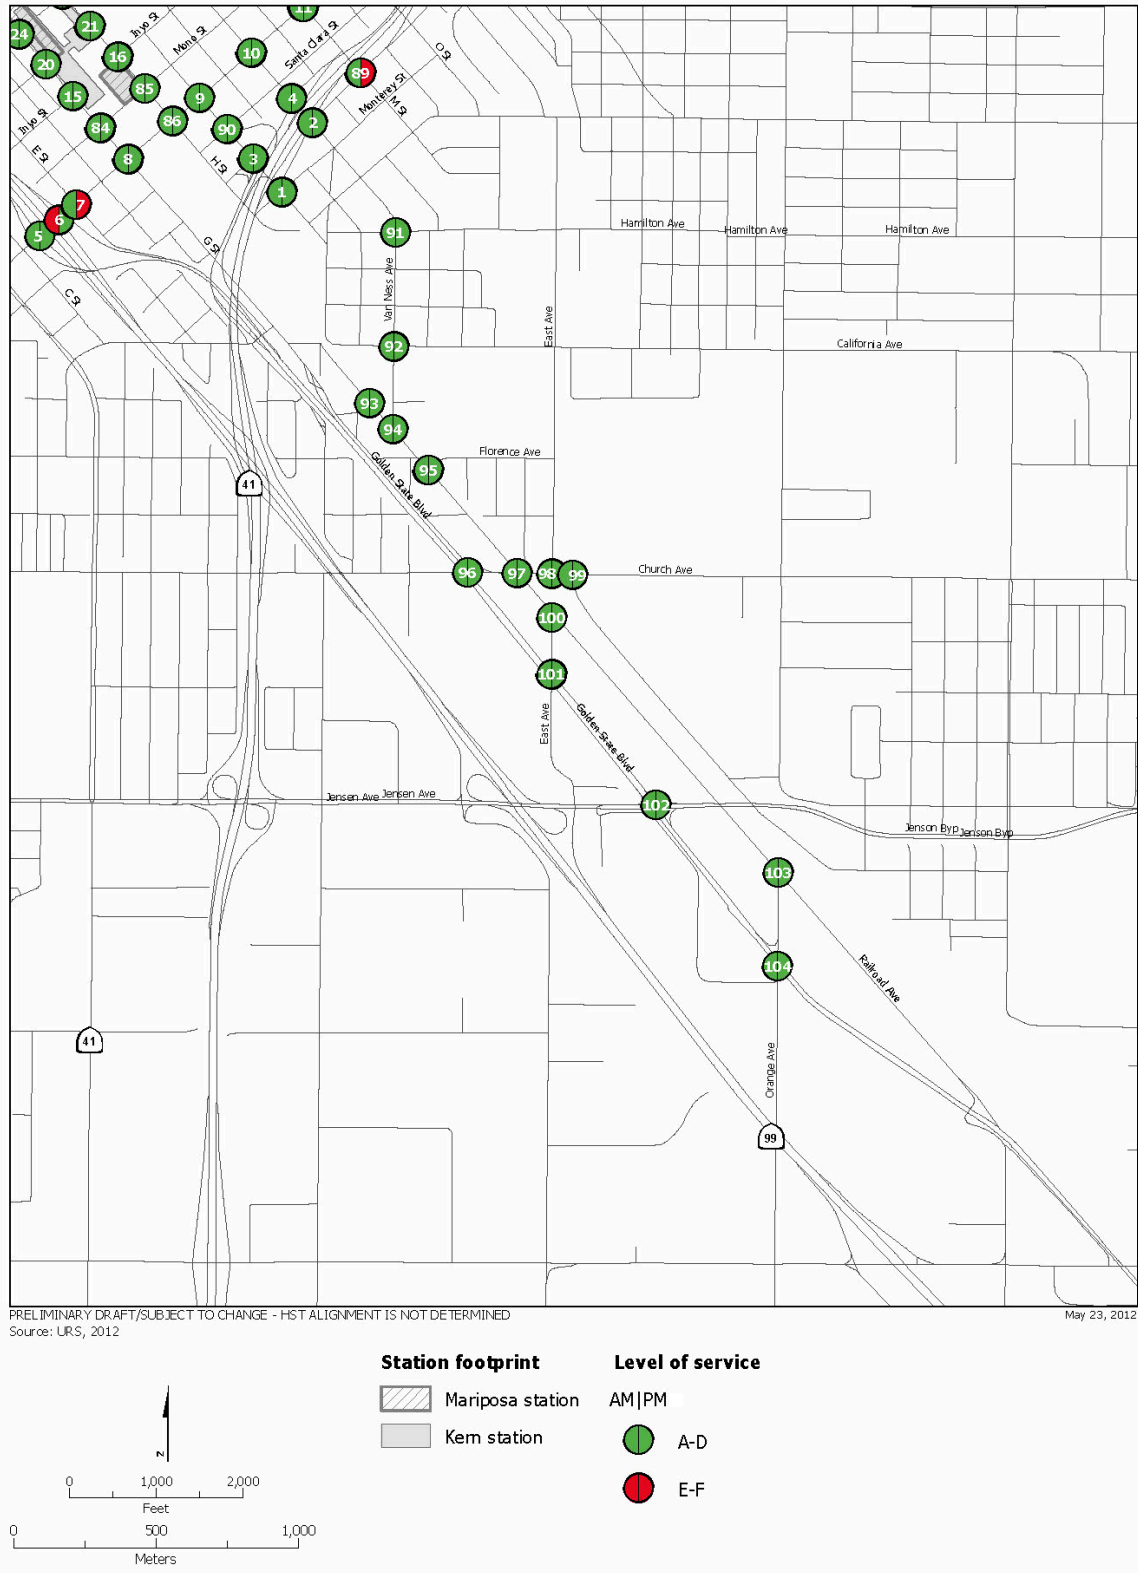 11
24
21
Inyo St
Mono St
Santa Clara St
O St
10
16
20
89
85
15
9
4
Monterey St
M St
Inyo St
84
86
90
2
E St
8
H St
3
1
7
6
5
G St
91
Hamilton Ave
Hamilton Ave
Hamilton Ave
C St
Van Ness Ave
East Ave
92
California Ave
93
94
Florence Ave
95
Golden State Blvd
41
96
97
98
99
Church Ave
100
101
East Ave
Golden State Blvd
Jensen Ave
Jensen Ave
102
Jenson Byp
Jenson Byp
103
104
Railroad Ave
41
Orange Ave
99
PRELIMINARY DRAFT/SUBJECT TO CHANGE - HST ALIGNMENT IS NOT DETERMINED
May 23, 2012
Source: URS, 2012
Station footprint
Level of service
Mariposa station
AM|PM
Kern station
A-D
E-F
N
0 1,000 2,000
Feet
0 500 1,000
Meters